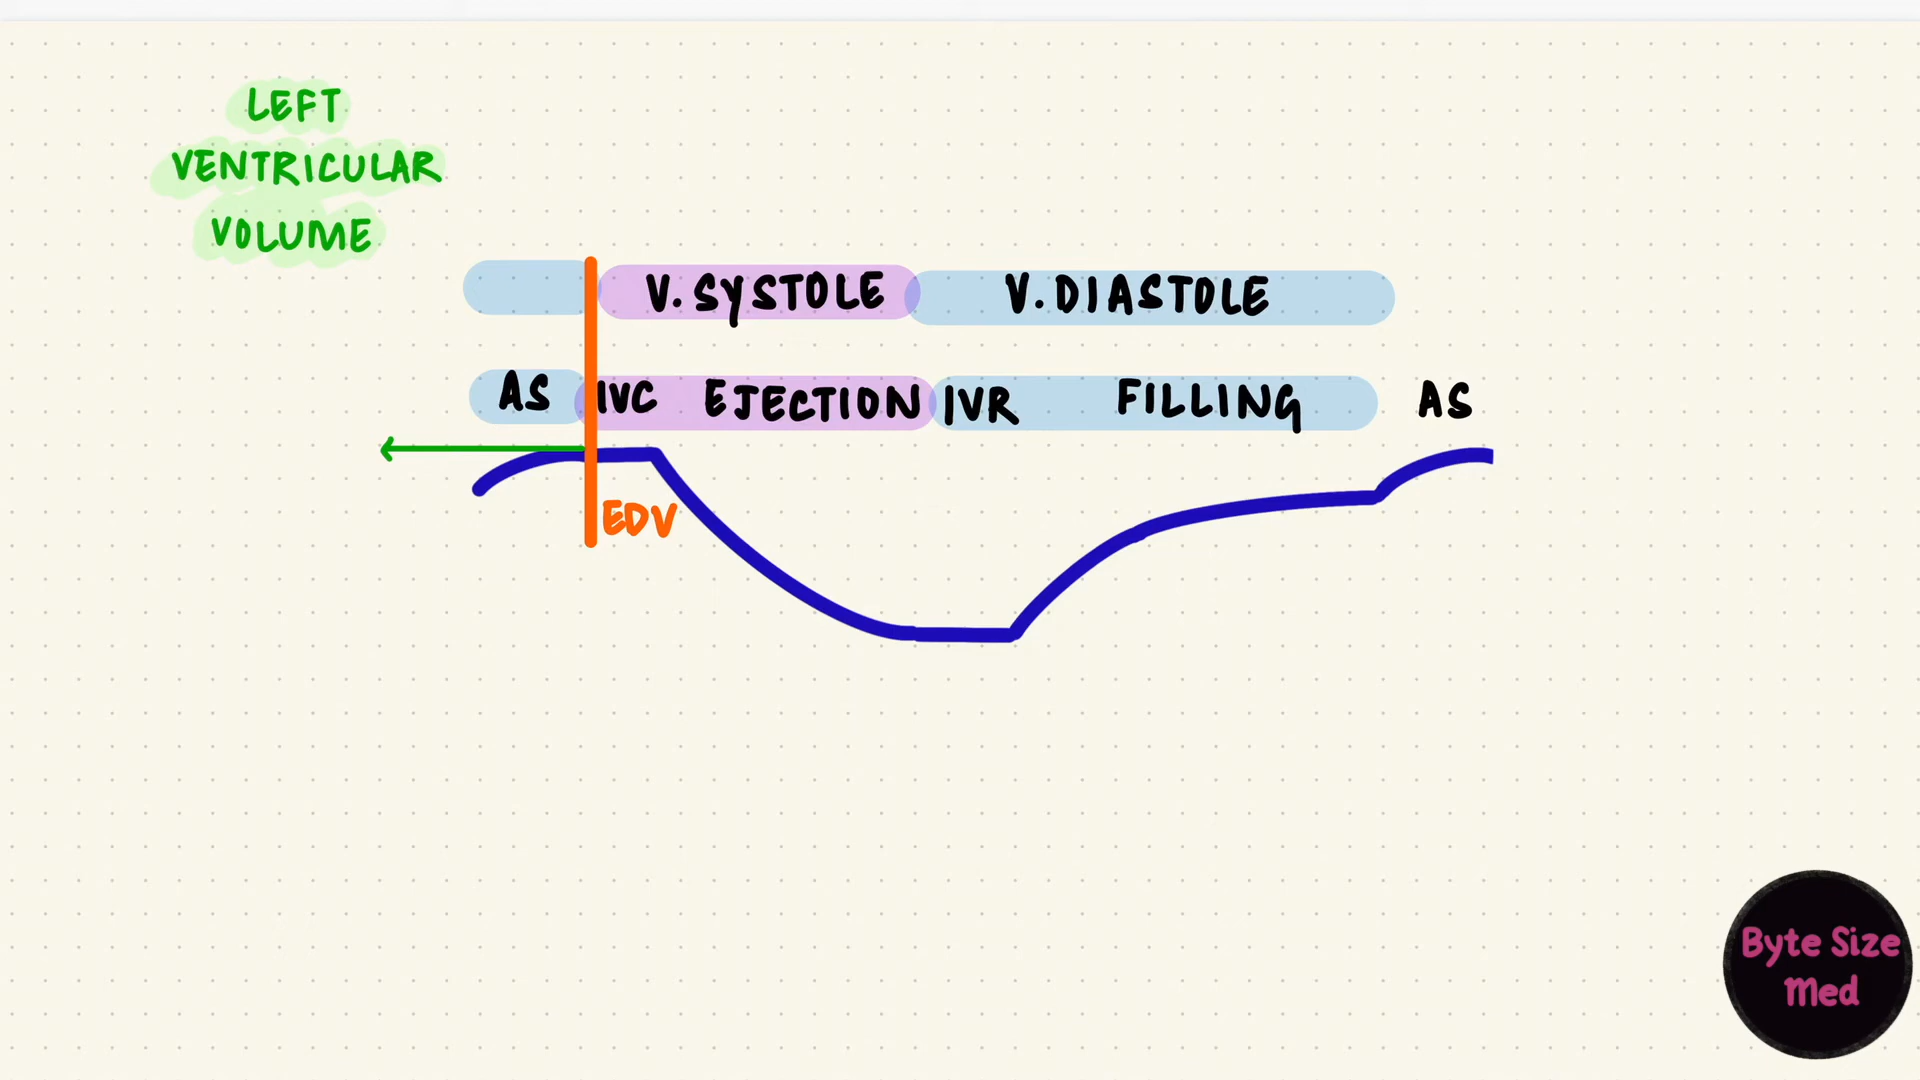 LEFT
VENTRICULAR
VOLUME
V. SYSTOLE V. DIASTOLE
AS IVC EJECTION IVR FILLING AS
EDV
Byte Size
Med